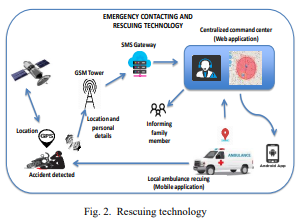 EMERGENCY CONTACTING AND
RESCUING TECHNOLOGY
Centralized command center
(Web application)
SMS Gateway
GSM Tower
Location and
personal
details
Informing
family
member
Location
GPS
Accident detected
AMBULANCE
Local ambulance recuing
(Mobile application)
Android App
Fig. 2. Rescuing technology